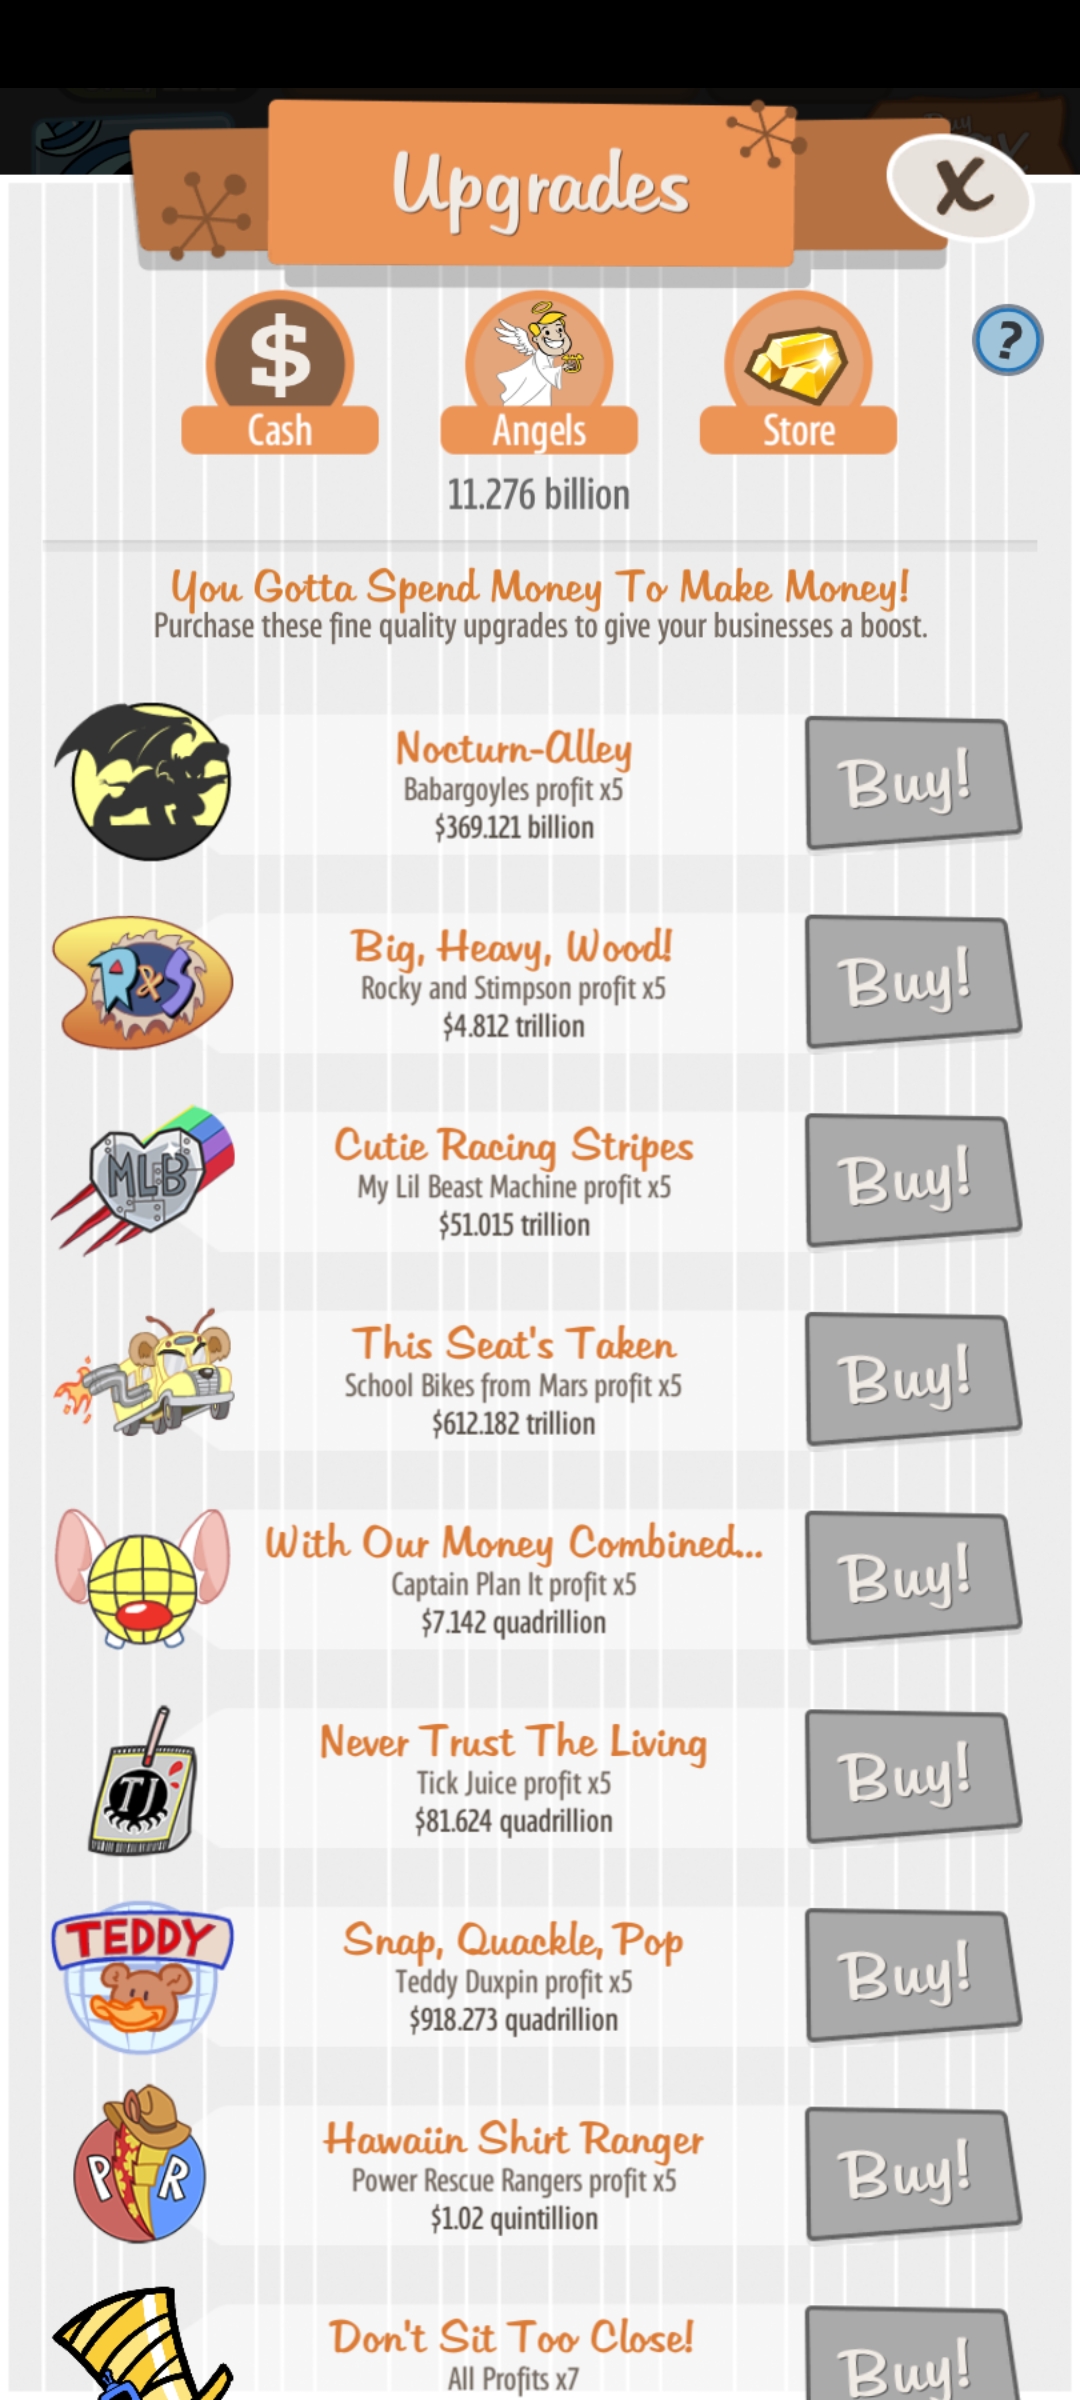 Upgrades
X
$
Cash
Angels
Store
?
11.276 billion
You Gotta Spend Money To Make Money!
Purchase these fine quality upgrades to give your businesses a boost.
Nocturn-Alley
Babargoyles profit x5
$369.121 billion
Buy!
R&S
Big, Heavy, Wood!
Rocky and Stimpson profit x5
$4.812 trillion
Buy!
MLB
Cutie Racing Stripes
My Lil Beast Machine profit x5
$51.015 trillion
Buy!
This Seat's Taken
School Bikes from Mars profit x5
$612.182 trillion
Buy!
With Our Money Combined...
Captain Plan It profit x5
$7.142 quadrillion
Buy!
TJ
Never Trust The Living
Tick Juice profit x5
$81.624 quadrillion
Buy!
TEDDY
Snap, Quackle, Pop
Teddy Duxpin profit x5
$918.273 quadrillion
Buy!
P R
Hawaiin Shirt Ranger
Power Rescue Rangers profit x5
$1.02 quintillion
Buy!
Don't Sit Too Close!
All Profits x7
Buy!